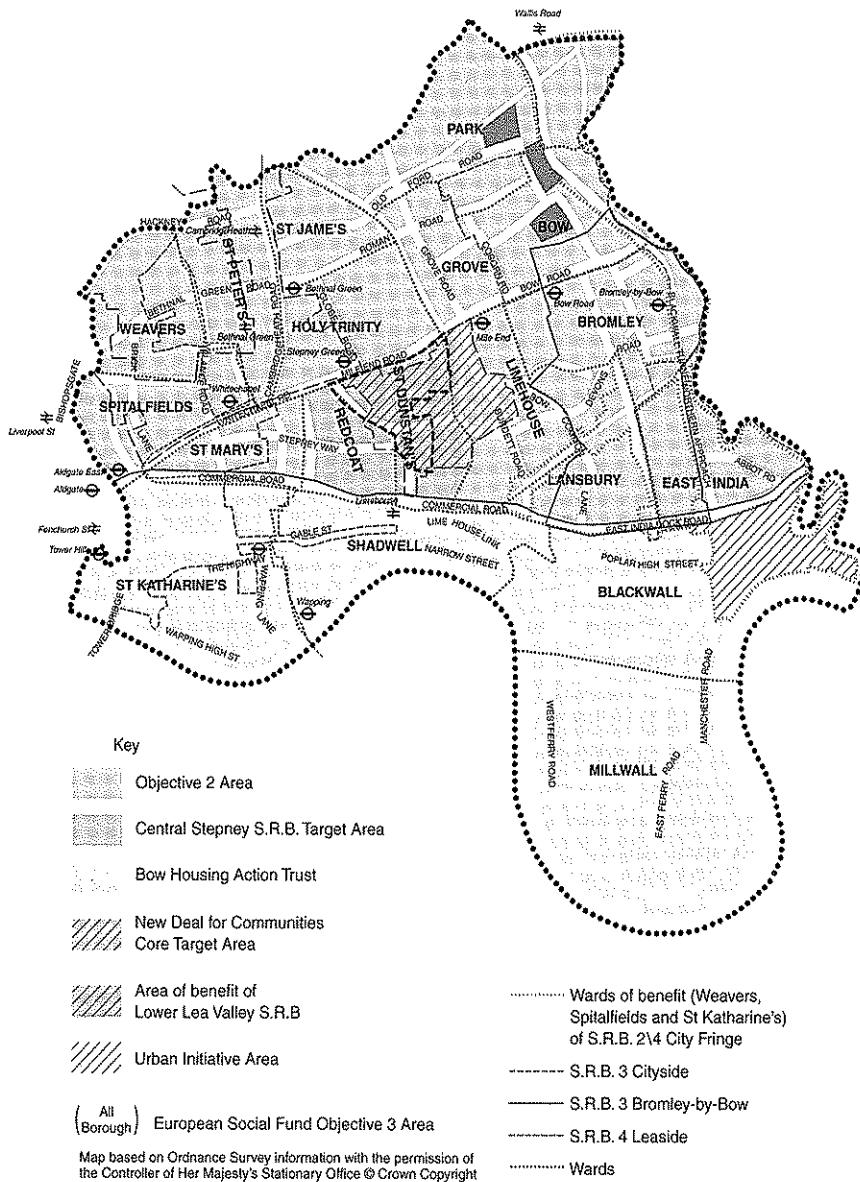 Wallis Road
PARK
OLD FORD ROAD
HACKNEY ROAD
Cambridge Heath
ST JAME'S
ROMAN ROAD
GROVE ROAD
GROVE
BOW
ST PETER'S
BETHNAL GREEN ROAD
Bethnal Green
BOW ROAD
Bow Road
Bromley-by-Bow
WEAVERS
Bethnal Green
HOLY TRINITY
GLOBE ROAD
Mile End
BROMLEY
Stepney Green
MILE END ROAD
BISHOPSGATE
Whitechapel
ST DUNSTAN'S
LIMEHOUSE
DEVONS ROAD
SPITALFIELDS
REDCOAT
BURDETT ROAD
Liverpool St
LANE
ST MARY'S
STEPNEY WAY
ABBOT RD
Aldgate East
COMMERCIAL ROAD
LANSBURY
EAST INDIA
Aldgate
Limehouse
COMMERCIAL ROAD
LANE
Fenchurch St
LIME HOUSE LINK
EAST INDIA DOCK ROAD
Tower Hill
CABLE ST
SHADWELL
NARROW STREET
POPLAR HIGH STREET
ST KATHARINE'S
THE HIGHWAY
BLACKWALL
TOWER BRIDGE
WAPPING LANE
Wapping
WAPPING HIGH ST
MANCHESTER ROAD
WESTFERRY ROAD
MILLWALL
EAST FERRY ROAD
Key
Objective 2 Area
Central Stepney S.R.B. Target Area
Bow Housing Action Trust
New Deal for Communities
Core Target Area
Area of benefit of
Lower Lea Valley S.R.B
Urban Initiative Area
(All Borough) European Social Fund Objective 3 Area
Map based on Ordnance Survey information with the permission of
the Controller of Her Majesty's Stationary Office © Crown Copyright
Wards of benefit (Weavers,
Spitalfields and St Katharine's)
of S.R.B. 2\4 City Fringe
S.R.B. 3 Cityside
S.R.B. 3 Bromley-by-Bow
S.R.B. 4 Leaside
Wards